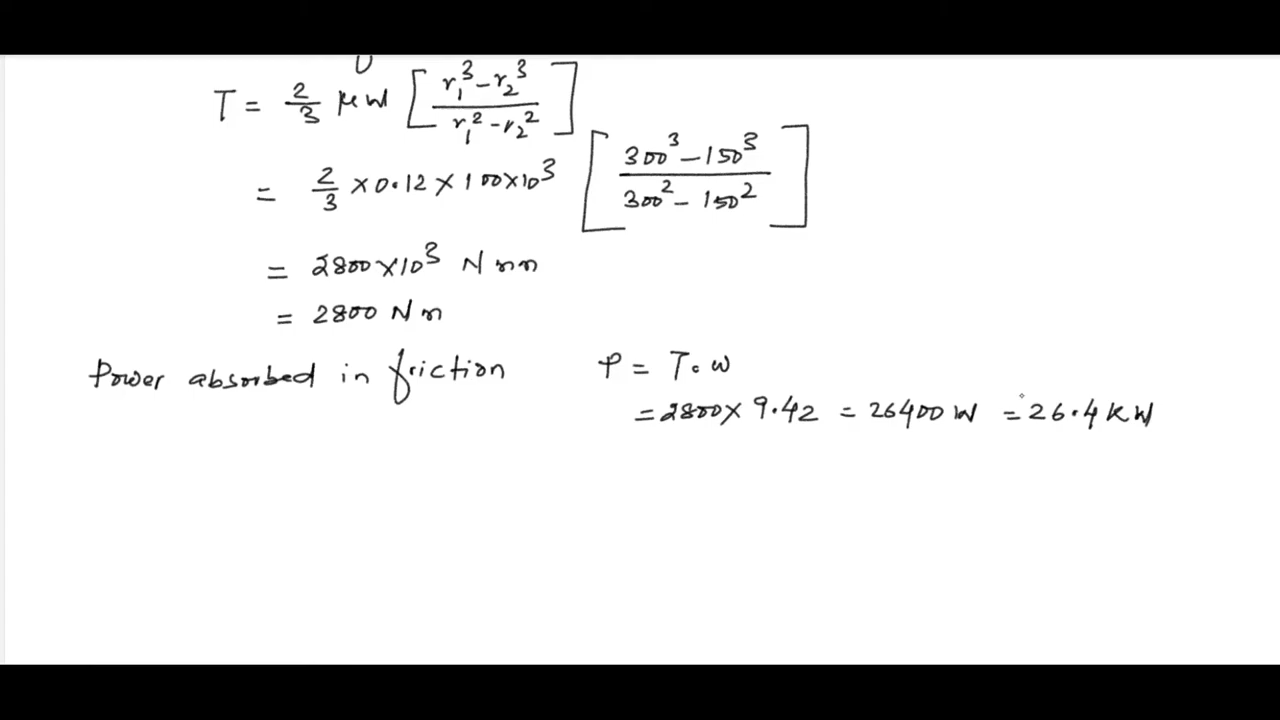 T = 2/3 μ W [ (r₁³ - r₂³) / (r₁² - r₂²) ]
= 2/3 × 0.12 × 100 × 10³ [ (300³ - 150³) / (300² - 150²) ]
= 2800 × 10³ N mm
= 2800 N m
Power absorbed in friction P = T. ω
= 2800 × 9.42 = 26400 W = 26.4 KW